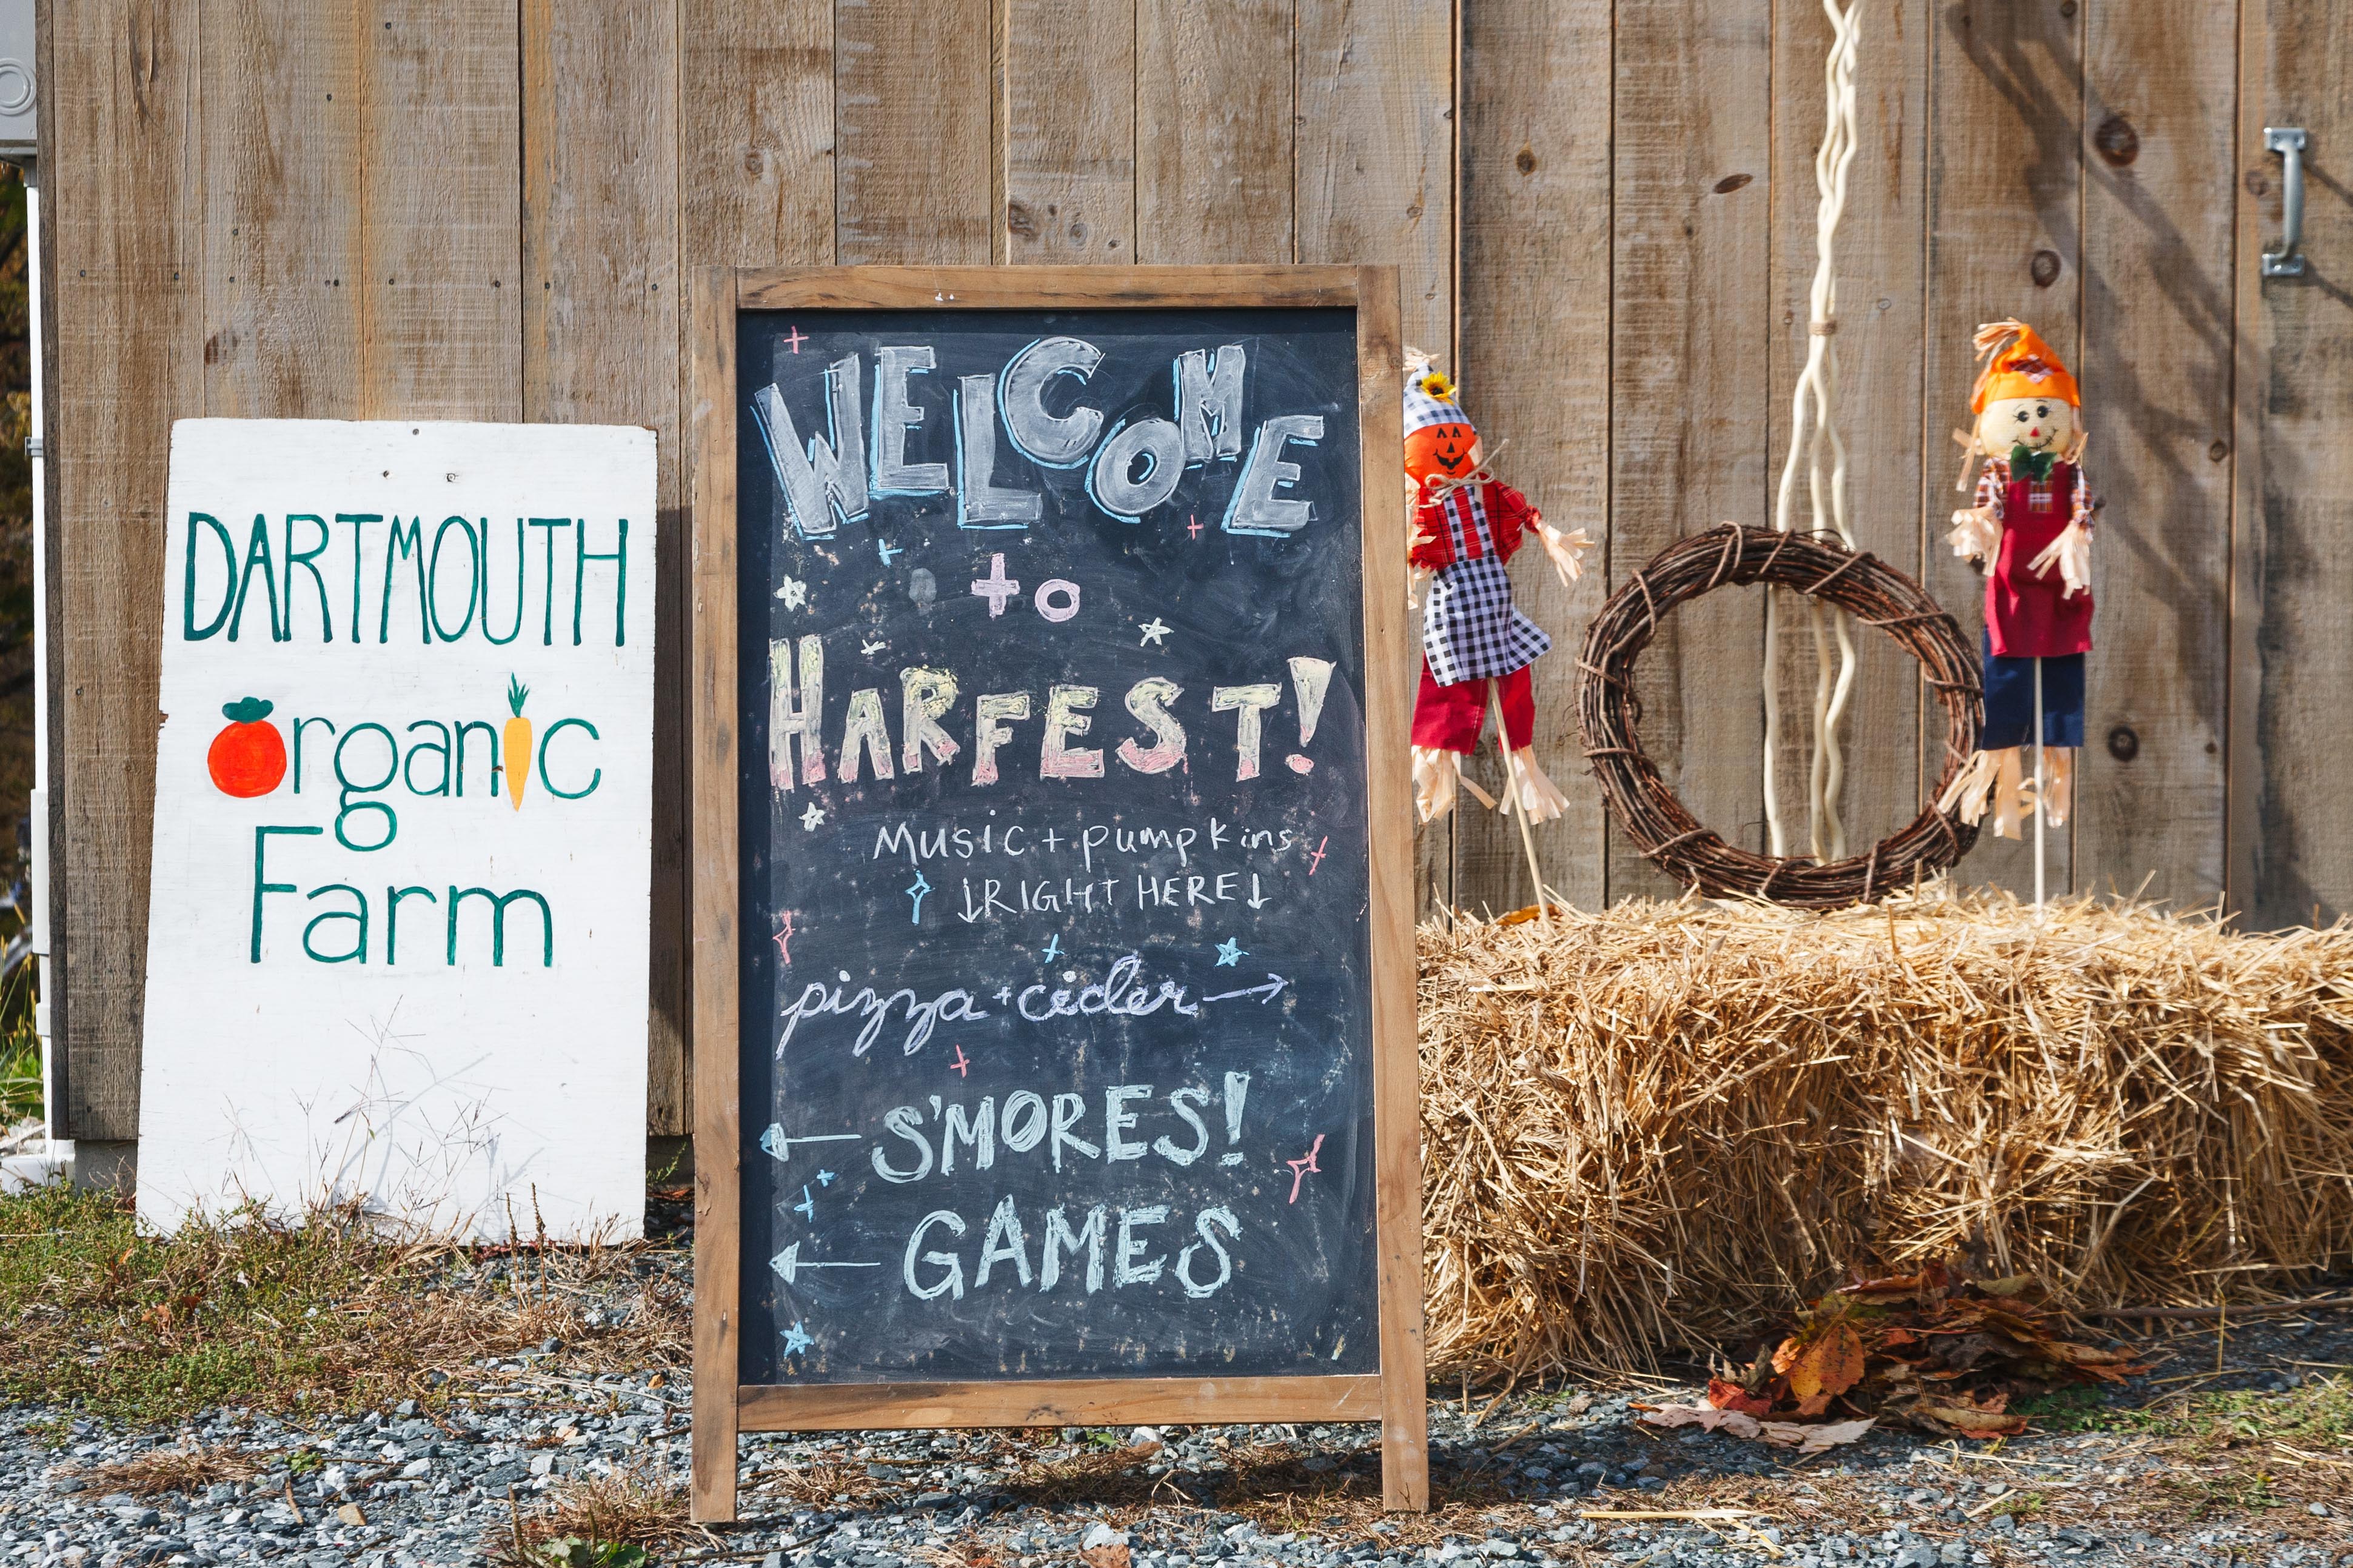 DARTMOUTH
Organic
Farm
WELCOME
to
HARFEST!
MUSiC + pumpkins
↓RIGHT HERE↓
pizza + cider →
← S'MORES!
← GAMES